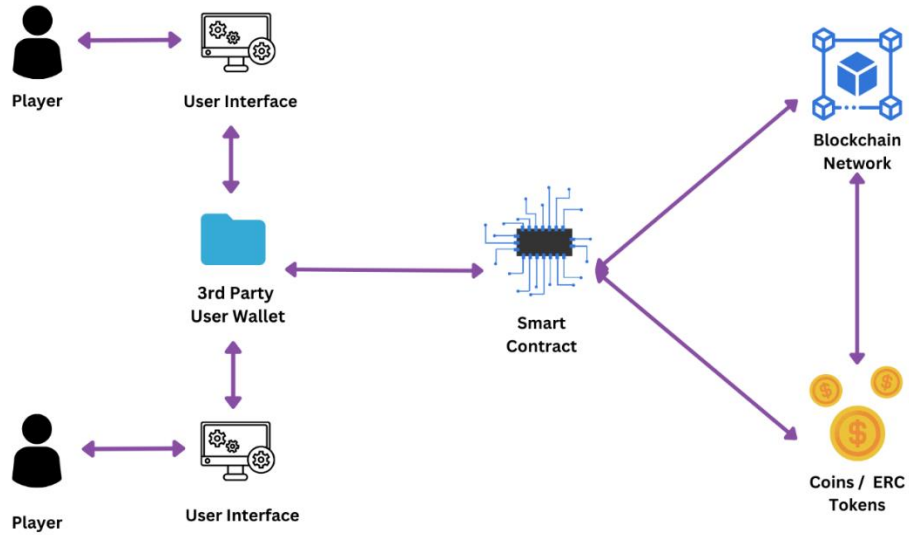 Player
User Interface
Blockchain
Network
3rd Party
User Wallet
Smart
Contract
Player
User Interface
Coins / ERC
Tokens